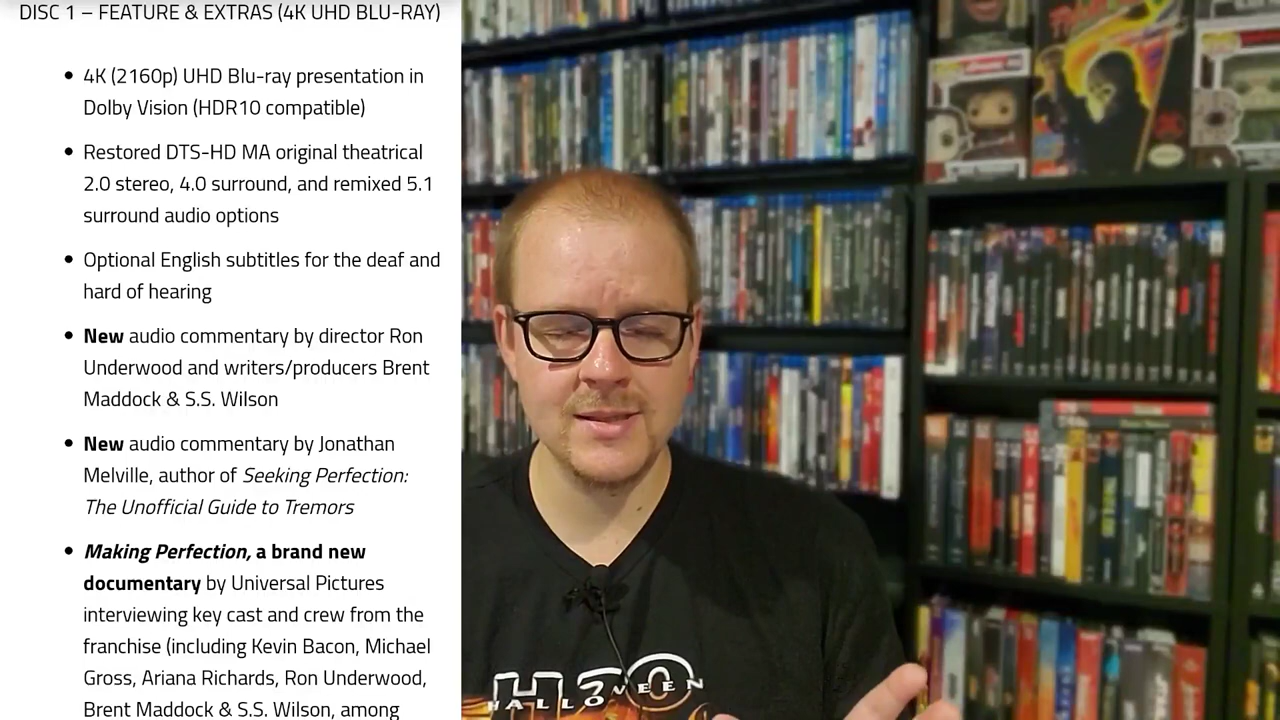 DISC 1 – FEATURE & EXTRAS (4K UHD BLU-RAY)
4K (2160p) UHD Blu-ray presentation in
Dolby Vision (HDR10 compatible)
Restored DTS-HD MA original theatrical
2.0 stereo, 4.0 surround, and remixed 5.1
surround audio options
Optional English subtitles for the deaf and
hard of hearing
New audio commentary by director Ron
Underwood and writers/producers Brent
Maddock & S.S. Wilson
New audio commentary by Jonathan
Melville, author of Seeking Perfection:
The Unofficial Guide to Tremors
Making Perfection, a brand new
documentary by Universal Pictures
interviewing key cast and crew from the
franchise (including Kevin Bacon, Michael
Gross, Ariana Richards, Ron Underwood,
Brent Maddock & S.S. Wilson, among
H20
HALLOWEEN